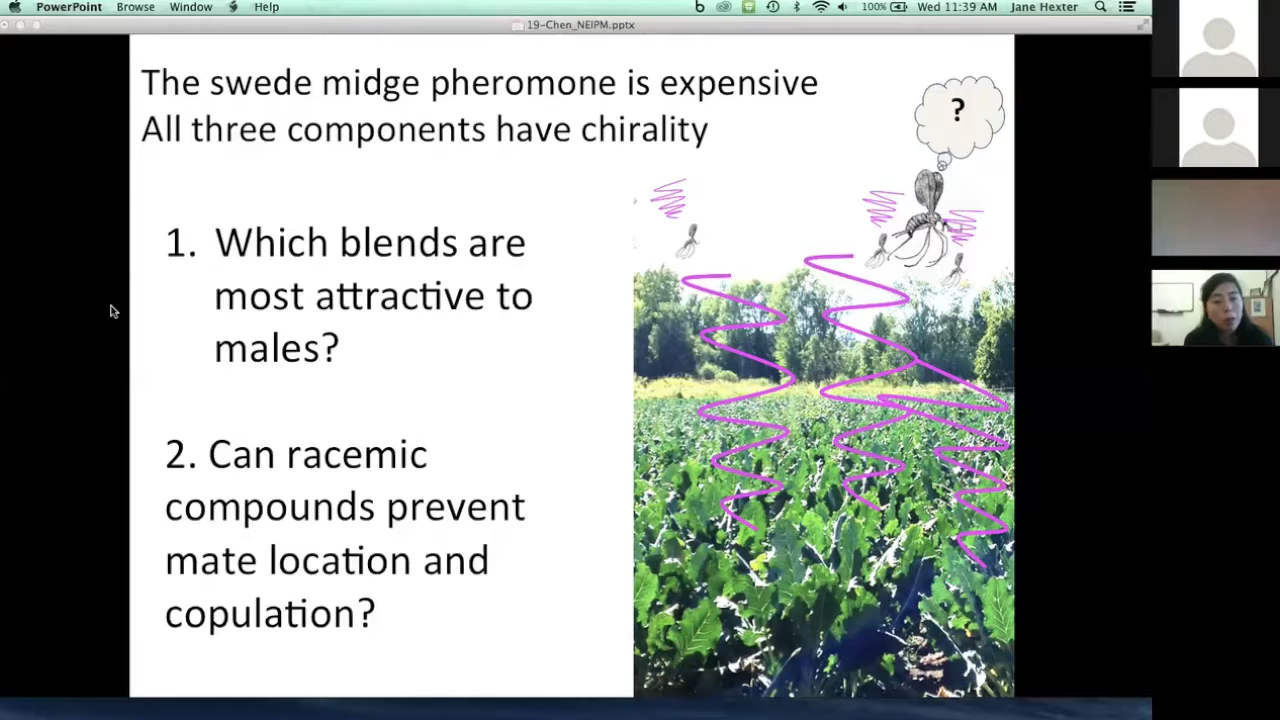 PowerPoint Browse Window Help 100% Wed 11:39 AM Jane Hexter
19-Chen_NEIPM.pptx
The swede midge pheromone is expensive
All three components have chirality
?
1. Which blends are
most attractive to
males?
2. Can racemic
compounds prevent
mate location and
copulation?